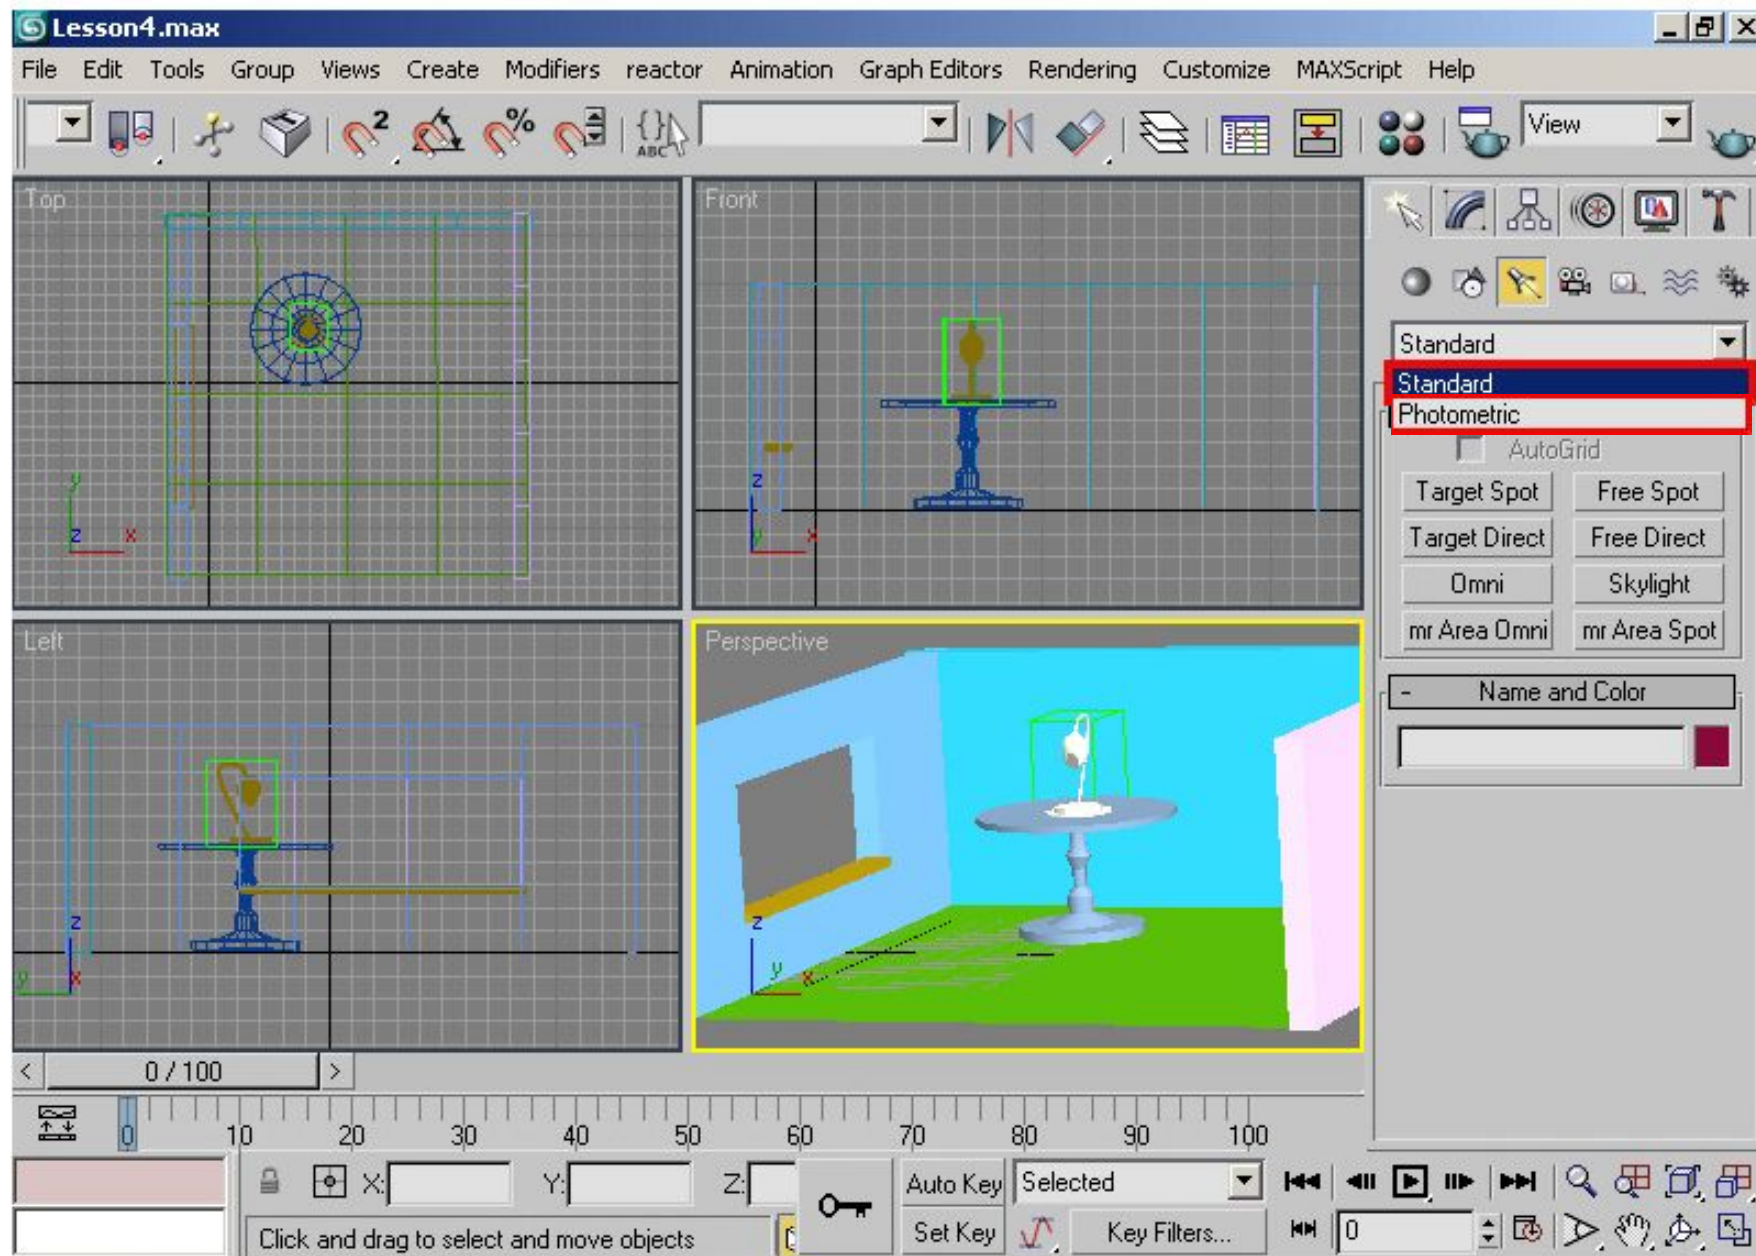 Lesson4.max
File Edit Tools Group Views Create Modifiers reactor Animation Graph Editors Rendering Customize MAXScript Help
2 % {} ABC View
Top
Front
Standard
Standard
Photometric
AutoGrid
Target Spot Free Spot
Target Direct Free Direct
Omni Skylight
mr Area Omni mr Area Spot
Name and Color
y
z x
z
y x
Left
Perspective
z
y x
z
y x
< 0 / 100 >
0 10 20 30 40 50 60 70 80 90 100
X: Y: Z: Auto Key Selected
Click and drag to select and move objects Set Key Key Filters... 0